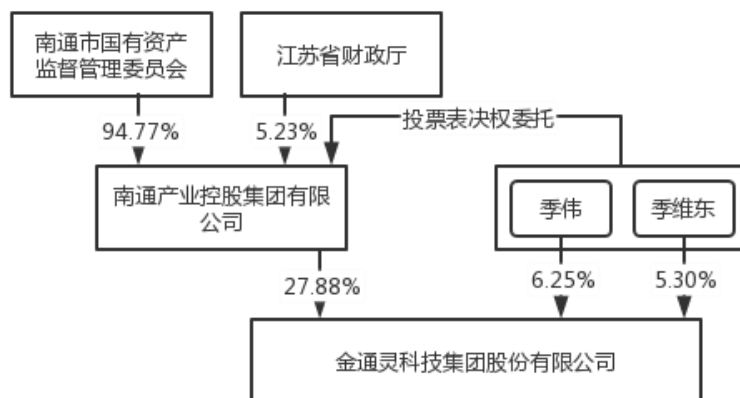 南通市国有资产
监督管理委员会
江苏省财政厅
94.77%
5.23%
投票表决权委托
南通产业控股集团有限
公司
季伟
季维东
27.88%
6.25%
5.30%
金通灵科技集团股份有限公司